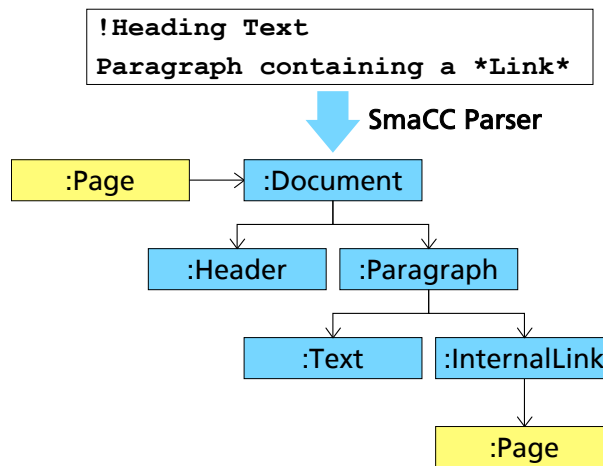 !Heading Text
Paragraph containing a *Link*
SmaCC Parser
:Page
:Document
:Header
:Paragraph
:Text
:InternalLink
:Page